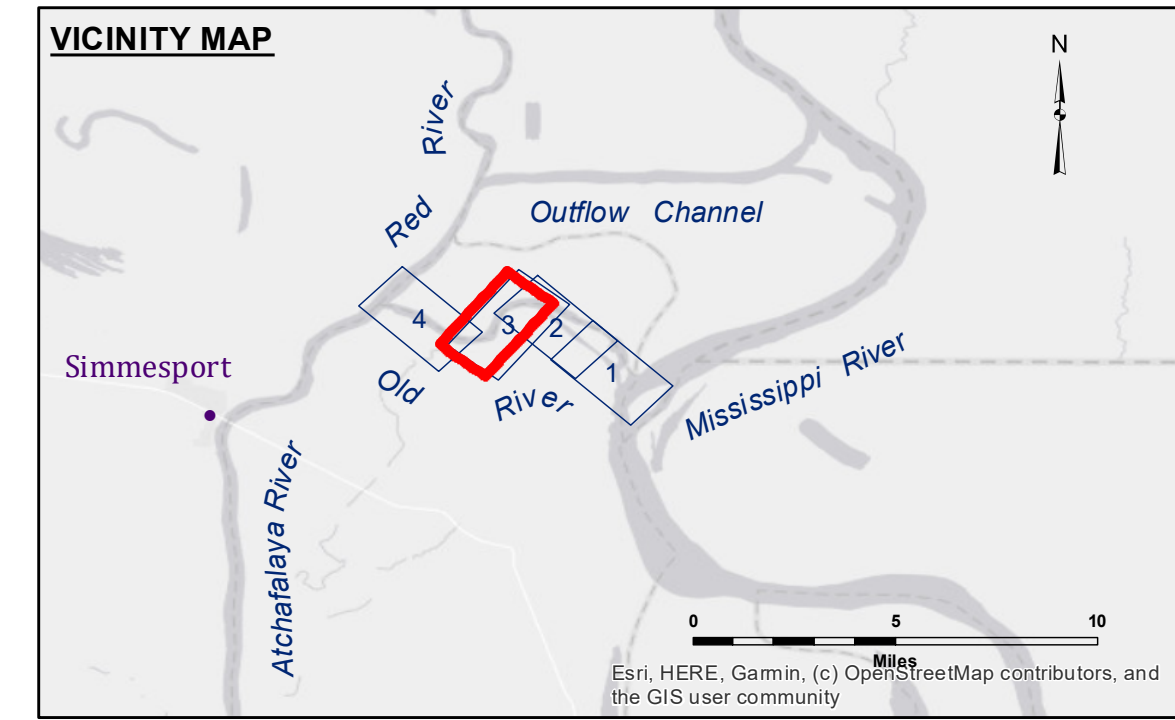 VICINITY MAP
N
Red River
Outflow Channel
4
3
2
1
Simmesport
Old River
Mississippi River
Atchafalaya River
0 5 10
Miles
Esri, HERE, Garmin, (c) OpenStreetMap contributors, and
the GIS user community